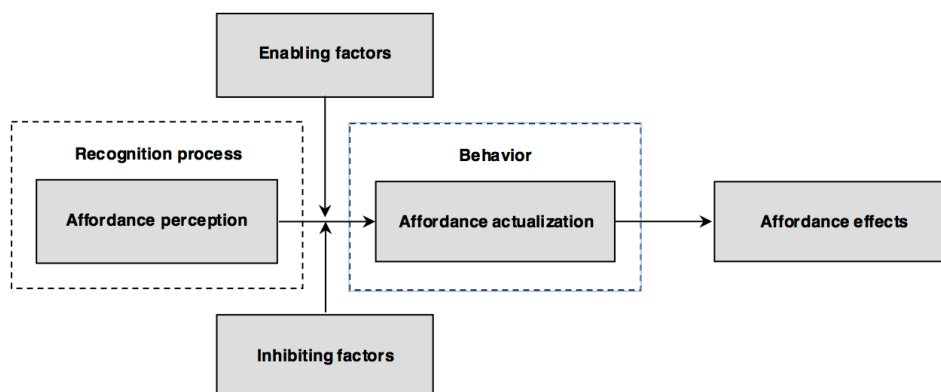 Enabling factors
Recognition process
Behavior
Affordance perception
Affordance actualization
Affordance effects
Inhibiting factors